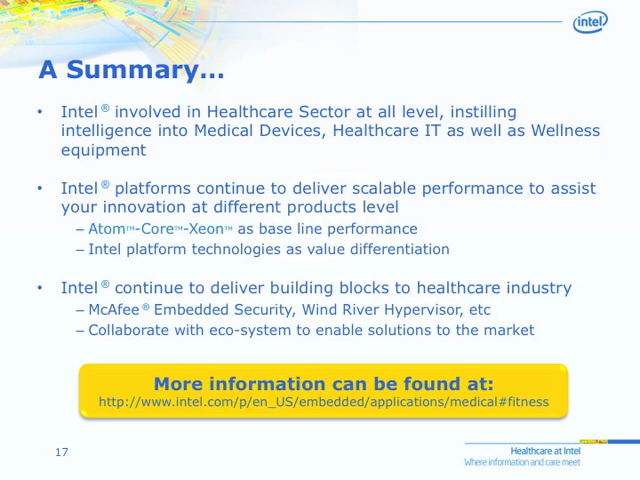 intel
A Summary...
• Intel ® involved in Healthcare Sector at all level, instilling
intelligence into Medical Devices, Healthcare IT as well as Wellness
equipment
• Intel ® platforms continue to deliver scalable performance to assist
your innovation at different products level
– Atom™-Core™-Xeon™ as base line performance
– Intel platform technologies as value differentiation
• Intel ® continue to deliver building blocks to healthcare industry
– McAfee ® Embedded Security, Wind River Hypervisor, etc
– Collaborate with eco-system to enable solutions to the market
More information can be found at:
http://www.intel.com/p/en_US/embedded/applications/medical#fitness
17
Healthcare at Intel
Where information and care meet